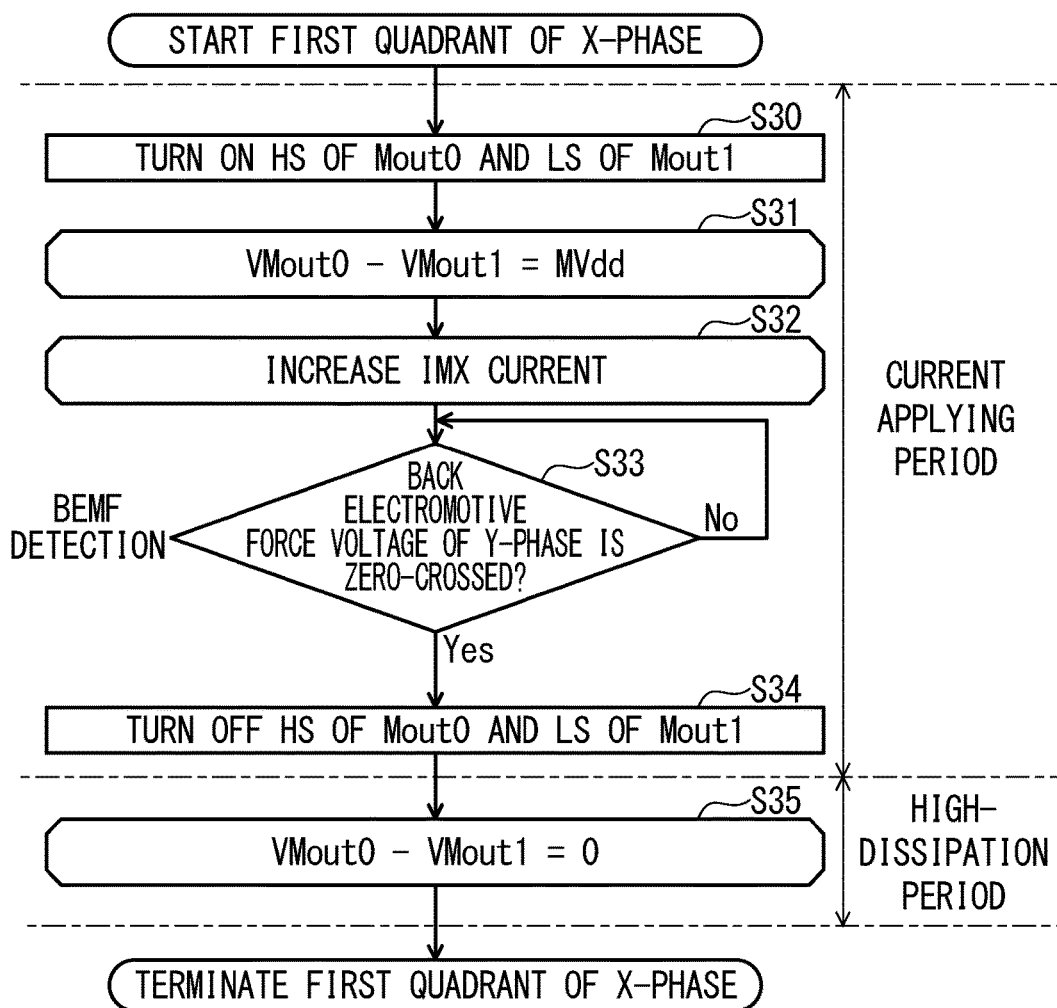 START FIRST QUADRANT OF X-PHASE
S30
TURN ON HS OF Mout0 AND LS OF Mout1
S31
VMout0 - VMout1 = MVdd
S32
INCREASE IMX CURRENT
CURRENT
APPLYING
PERIOD
S33
BACK
ELECTROMOTIVE
FORCE VOLTAGE OF Y-PHASE IS
ZERO-CROSSED?
BEMF
DETECTION
No
Yes
S34
TURN OFF HS OF Mout0 AND LS OF Mout1
S35
VMout0 - VMout1 = 0
HIGH-
DISSIPATION
PERIOD
TERMINATE FIRST QUADRANT OF X-PHASE